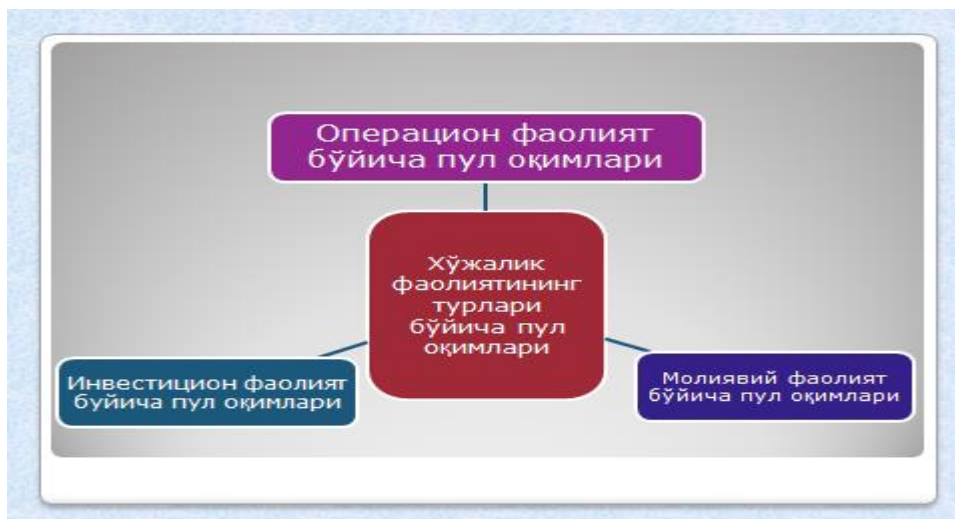 Операцион фаолият
бўйича пул оқимлари
Хўжалик
фаолиятининг
турлари
бўйича пул
оқимлари
Инвестицион фаолият
буйича пул оқимлари
Молиявий фаолият
бўйича пул оқимлари